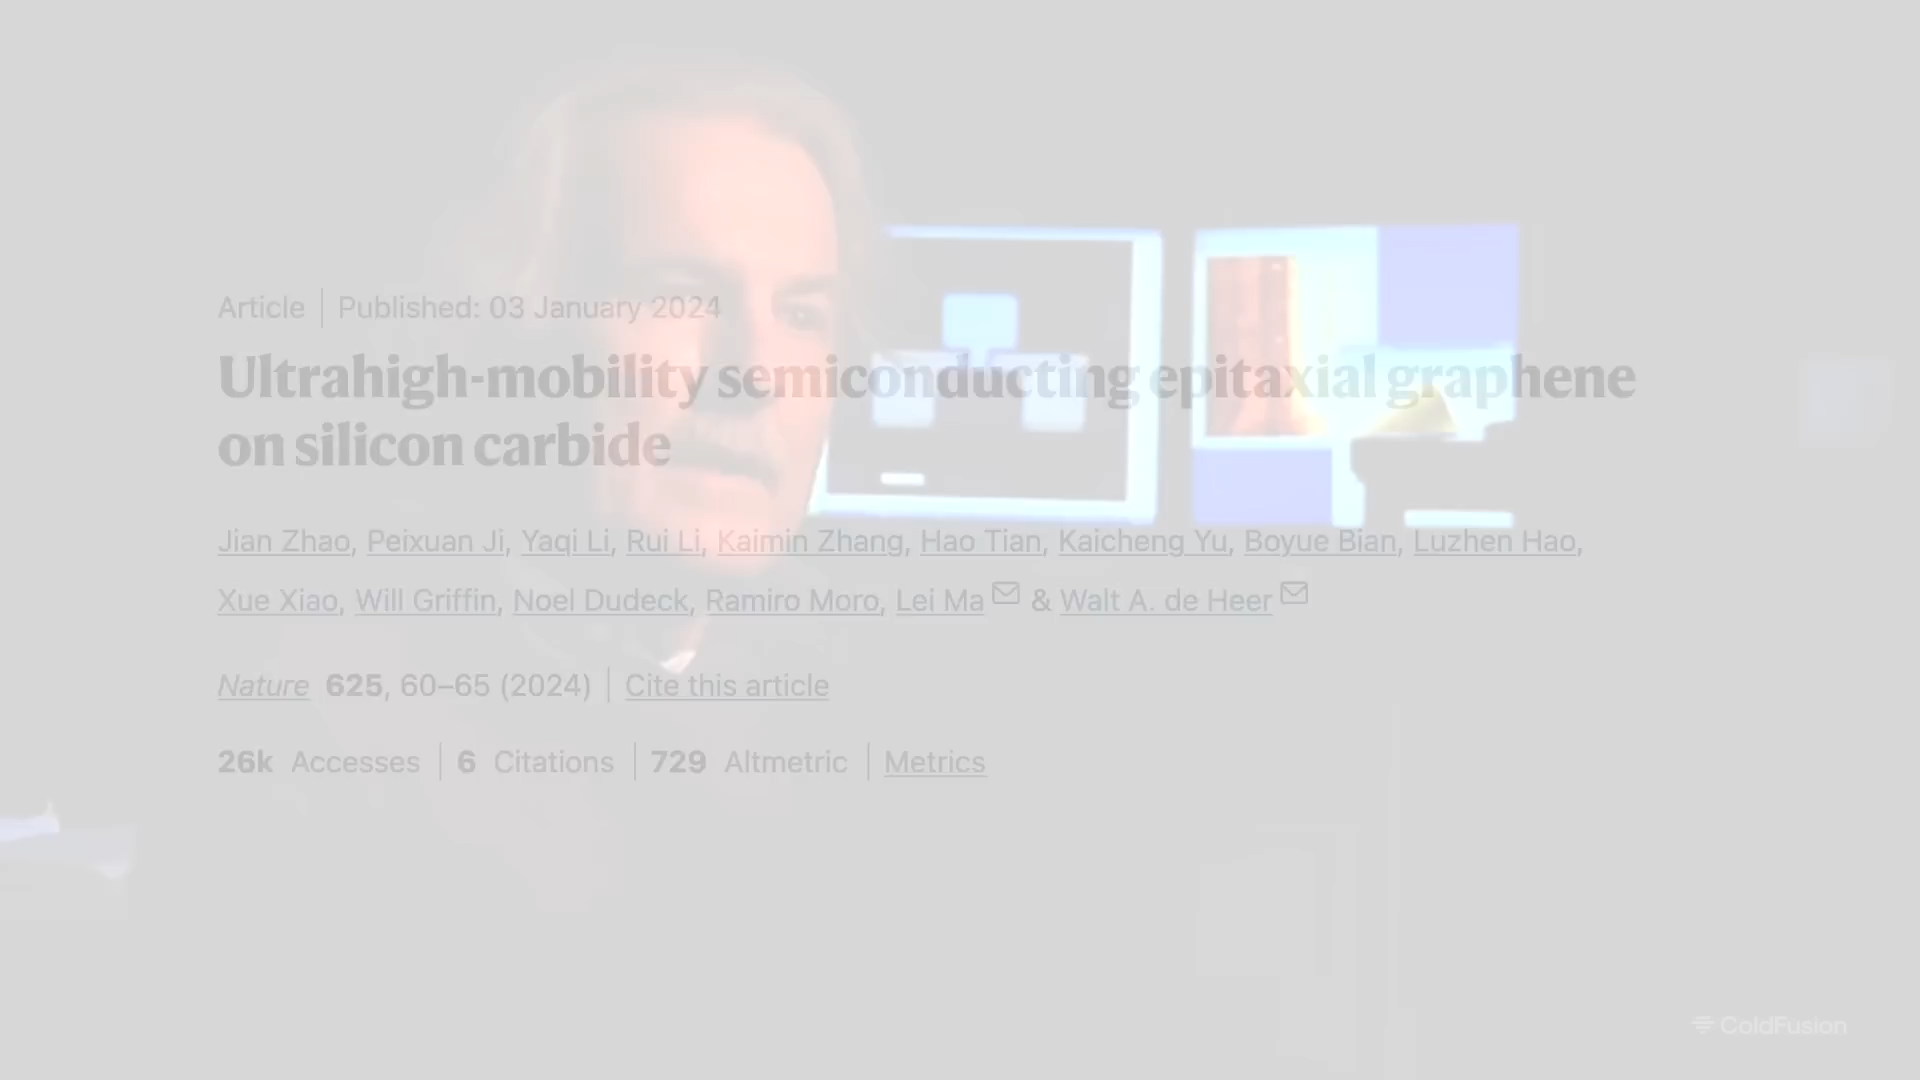 Article | Published: 03 January 2024
Ultrahigh-mobility semiconducting epitaxial graphene
on silicon carbide
Jian Zhao, Peixuan Ji, Yaqi Li, Rui Li, Kaimin Zhang, Hao Tian, Kaicheng Yu, Boyue Bian, Luzhen Hao,
Xue Xiao, Will Griffin, Noel Dudeck, Ramiro Moro, Lei Ma & Walt A. de Heer
Nature 625, 60–65 (2024) | Cite this article
26k Accesses | 6 Citations | 729 Altmetric | Metrics
ColdFusion